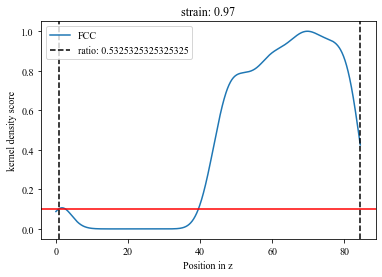 strain: 0.97
FCC
ratio: 0.5325325325325325
kernel density score
1.0
0.8
0.6
0.4
0.2
0.0
0 20 40 60 80
Position in z